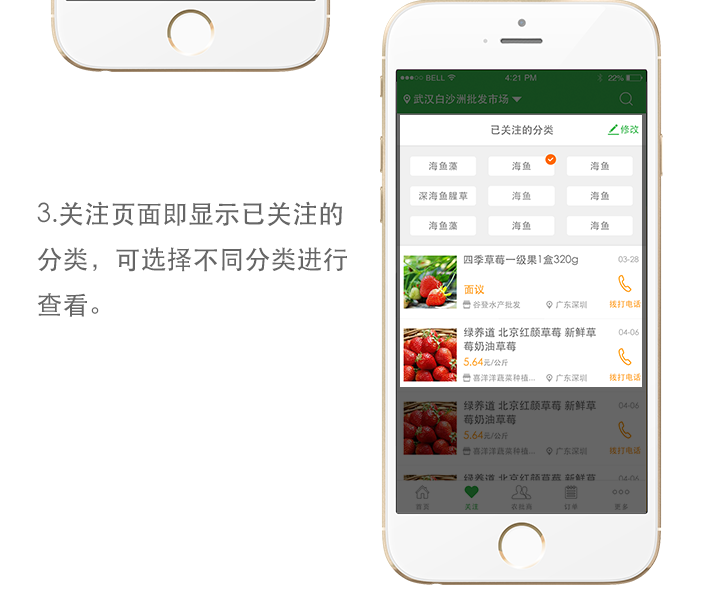 3.关注页面即显示已关注的
分类，可选择不同分类进行
查看。
BELL 4:21 PM 22%
武汉白沙洲批发市场
已关注的分类 修改
海鱼藻 海鱼 海鱼
深海鱼腥草 海鱼 海鱼
海鱼藻 海鱼 海鱼
四季草莓一级果1盒320g 03-28
面议
谷登水产批发 广东深圳 拨打电话
绿养道 北京红颜草莓 新鲜草 04-06
莓奶油草莓
5.64元/公斤
喜洋洋蔬菜种植... 广东深圳 拨打电话
绿养道 北京红颜草莓 新鲜草 04-06
莓奶油草莓
5.64元/公斤
喜洋洋蔬菜种植... 广东深圳 拨打电话
绿养道 北京红颜草莓 新鲜草 04-06
首页 关注 农批商 订单 更多